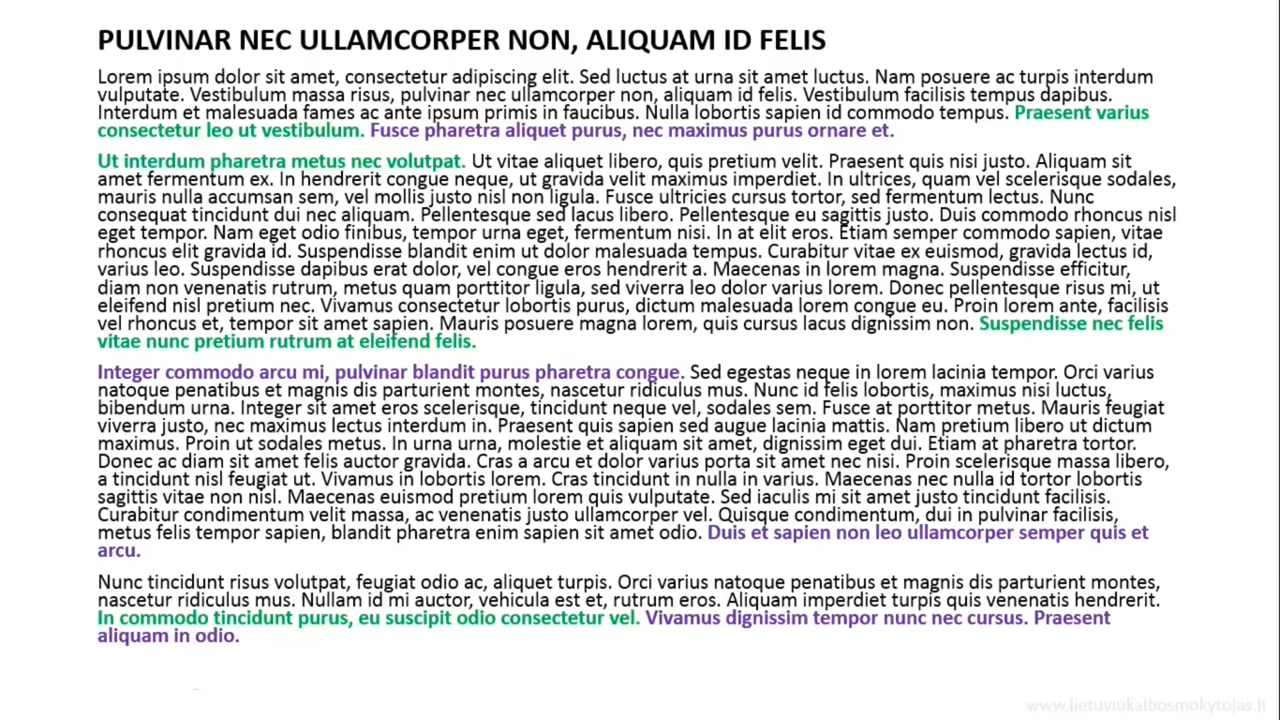 PULVINAR NEC ULLAMCORPER NON, ALIQUAM ID FELIS
Lorem ipsum dolor sit amet, consectetur adipiscing elit. Sed luctus at urna sit amet luctus. Nam posuere ac turpis interdum
vulputate. Vestibulum massa risus, pulvinar nec ullamcorper non, aliquam id felis. Vestibulum facilisis tempus dapibus.
Interdum et malesuada fames ac ante ipsum primis in faucibus. Nulla lobortis sapien id commodo tempus. Praesent varius
consectetur leo ut vestibulum. Fusce pharetra aliquet purus, nec maximus purus ornare et.
Ut interdum pharetra metus nec volutpat. Ut vitae aliquet libero, quis pretium velit. Praesent quis nisi justo. Aliquam sit
amet fermentum ex. In hendrerit congue neque, ut gravida velit maximus imperdiet. In ultrices, quam vel scelerisque sodales,
mauris nulla accumsan sem, vel mollis justo nisl non ligula. Fusce ultricies cursus tortor, sed fermentum lectus. Nunc
consequat tincidunt dui nec aliquam. Pellentesque sed lacus libero. Pellentesque eu sagittis justo. Duis commodo rhoncus nisl
eget tempor. Nam eget odio finibus, tempor urna eget, fermentum nisi. In at elit eros. Etiam semper commodo sapien, vitae
rhoncus elit gravida id. Suspendisse blandit enim ut dolor malesuada tempus. Curabitur vitae ex euismod, gravida lectus id,
varius leo. Suspendisse dapibus erat dolor, vel congue eros hendrerit a. Maecenas in lorem magna. Suspendisse efficitur,
diam non venenatis rutrum, metus quam porttitor ligula, sed viverra leo dolor varius lorem. Donec pellentesque risus mi, ut
eleifend nisl pretium nec. Vivamus consectetur lobortis purus, dictum malesuada lorem congue eu. Proin lorem ante, facilisis
vel rhoncus et, tempor sit amet sapien. Mauris posuere magna lorem, quis cursus lacus dignissim non. Suspendisse nec felis
vitae nunc pretium rutrum at eleifend felis.
Integer commodo arcu mi, pulvinar blandit purus pharetra congue. Sed egestas neque in lorem lacinia tempor. Orci varius
natoque penatibus et magnis dis parturient montes, nascetur ridiculus mus. Nunc id felis lobortis, maximus nisi luctus,
bibendum urna. Integer sit amet eros scelerisque, tincidunt neque vel, sodales sem. Fusce at porttitor metus. Mauris feugiat
viverra justo, nec maximus lectus interdum in. Praesent quis sapien sed augue lacinia mattis. Nam pretium libero ut dictum
maximus. Proin ut sodales metus. In urna urna, molestie et aliquam sit amet, dignissim eget dui. Etiam at pharetra tortor.
Donec ac diam sit amet felis auctor gravida. Cras a arcu et dolor varius porta sit amet nec nisi. Proin scelerisque massa libero,
a tincidunt nisl feugiat ut. Vivamus in lobortis lorem. Cras tincidunt in nulla in varius. Maecenas nec nulla id tortor lobortis
sagittis vitae non nisl. Maecenas euismod pretium lorem quis vulputate. Sed iaculis mi sit amet justo tincidunt facilisis.
Curabitur condimentum velit massa, ac venenatis justo ullamcorper vel. Quisque condimentum, dui in pulvinar facilisis,
metus felis tempor sapien, blandit pharetra enim sapien sit amet odio. Duis et sapien non leo ullamcorper semper quis et
arcu.
Nunc tincidunt risus volutpat, feugiat odio ac, aliquet turpis. Orci varius natoque penatibus et magnis dis parturient montes,
nascetur ridiculus mus. Nullam id mi auctor, vehicula est et, rutrum eros. Aliquam imperdiet turpis quis venenatis hendrerit.
In commodo tincidunt purus, eu suscipit odio consectetur vel. Vivamus dignissim tempor nunc nec cursus. Praesent
aliquam in odio.
www.lietuviukalbosmokytojas.li